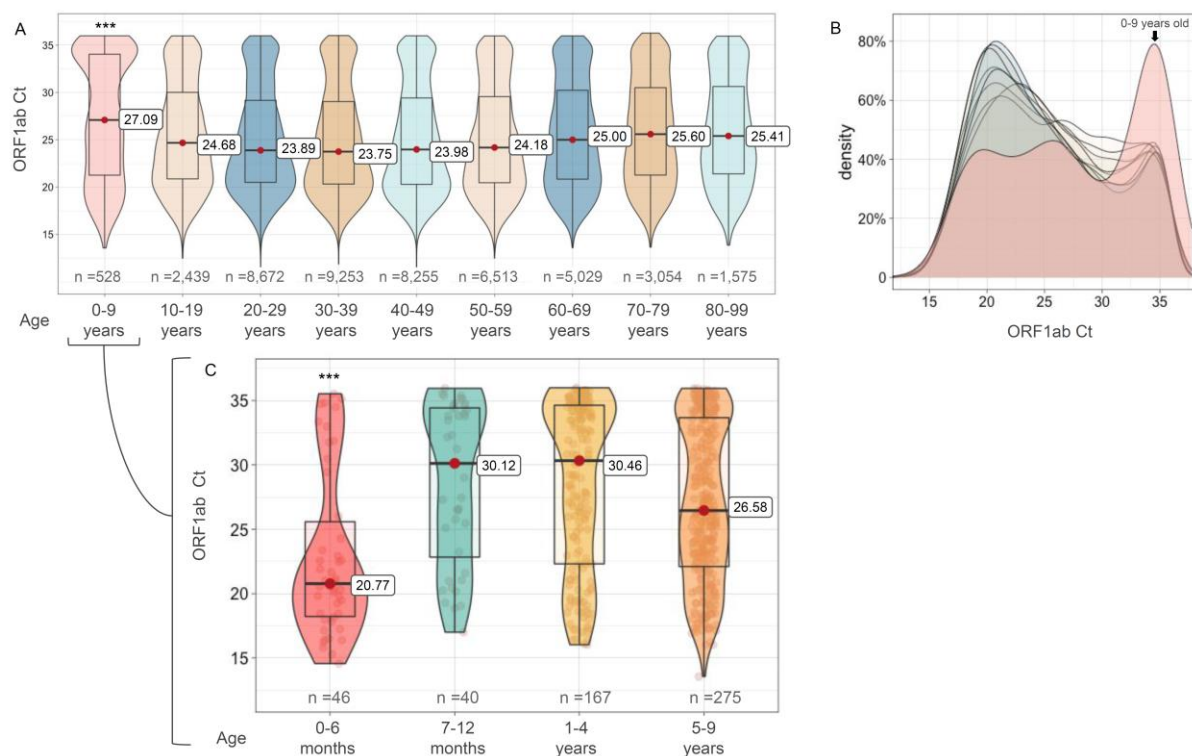 A
***
ORF1ab Ct
35
30
25
20
15
27.09
24.68
23.89
23.75
23.98
24.18
25.00
25.60
25.41
n =528
n =2,439
n =8,672
n =9,253
n =8,255
n =6,513
n =5,029
n =3,054
n =1,575
Age
0-9 years
10-19 years
20-29 years
30-39 years
40-49 years
50-59 years
60-69 years
70-79 years
80-99 years
B
0-9 years old
density
80%
60%
40%
20%
0
15
20
25
30
35
ORF1ab Ct
C
***
ORF1ab Ct
35
30
25
20
15
20.77
30.12
30.46
26.58
n =46
n =40
n =167
n =275
Age
0-6 months
7-12 months
1-4 years
5-9 years